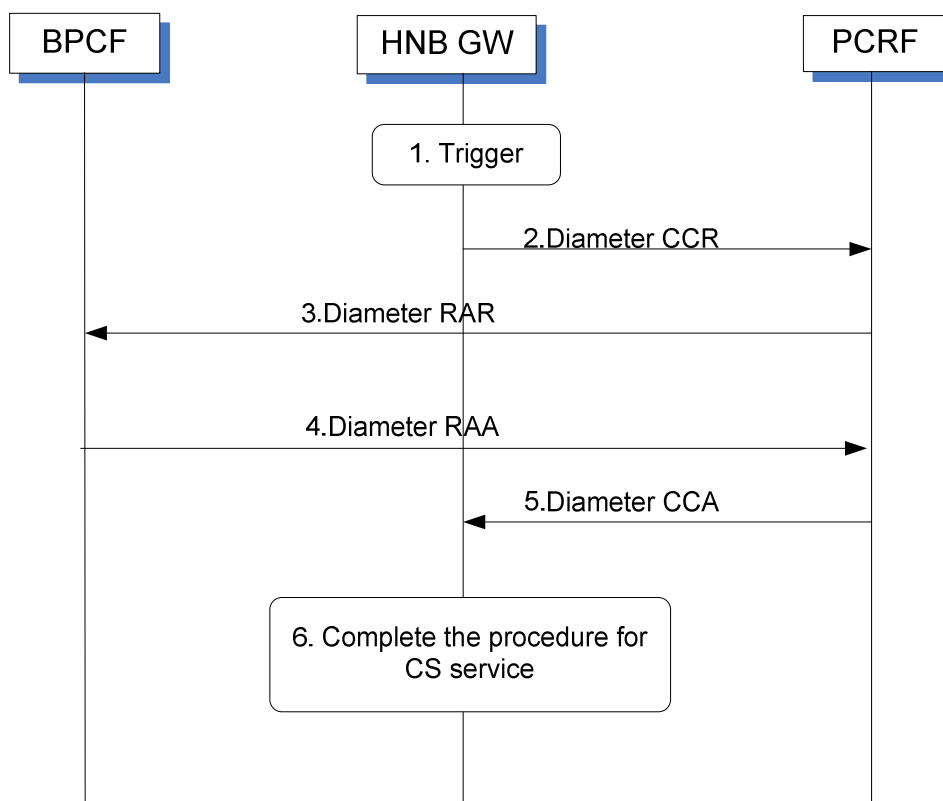 BPCF
HNB GW
PCRF
1. Trigger
2.Diameter CCR
3.Diameter RAR
4.Diameter RAA
5.Diameter CCA
6. Complete the procedure for
CS service